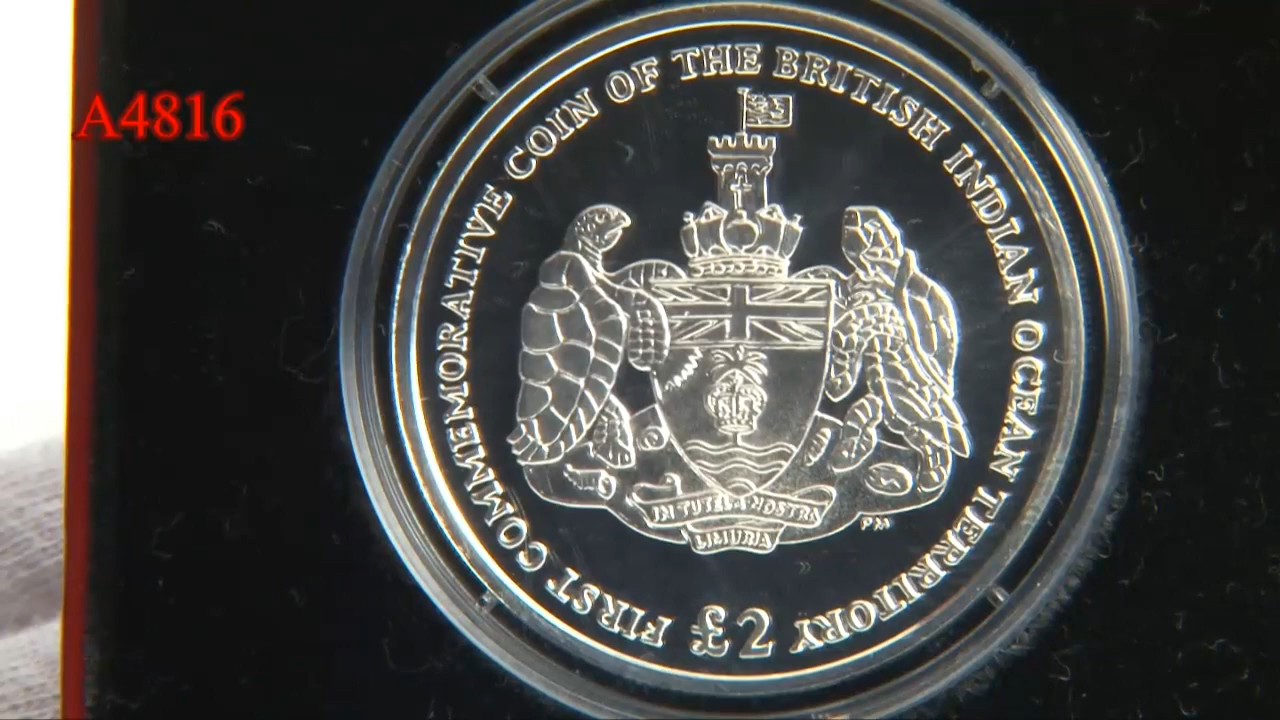 A4816
FIRST COMMEMORATIVE COIN OF THE BRITISH INDIAN OCEAN TERRITORY
IN TUTELA NOSTRA
LIMURIA
PM
£2